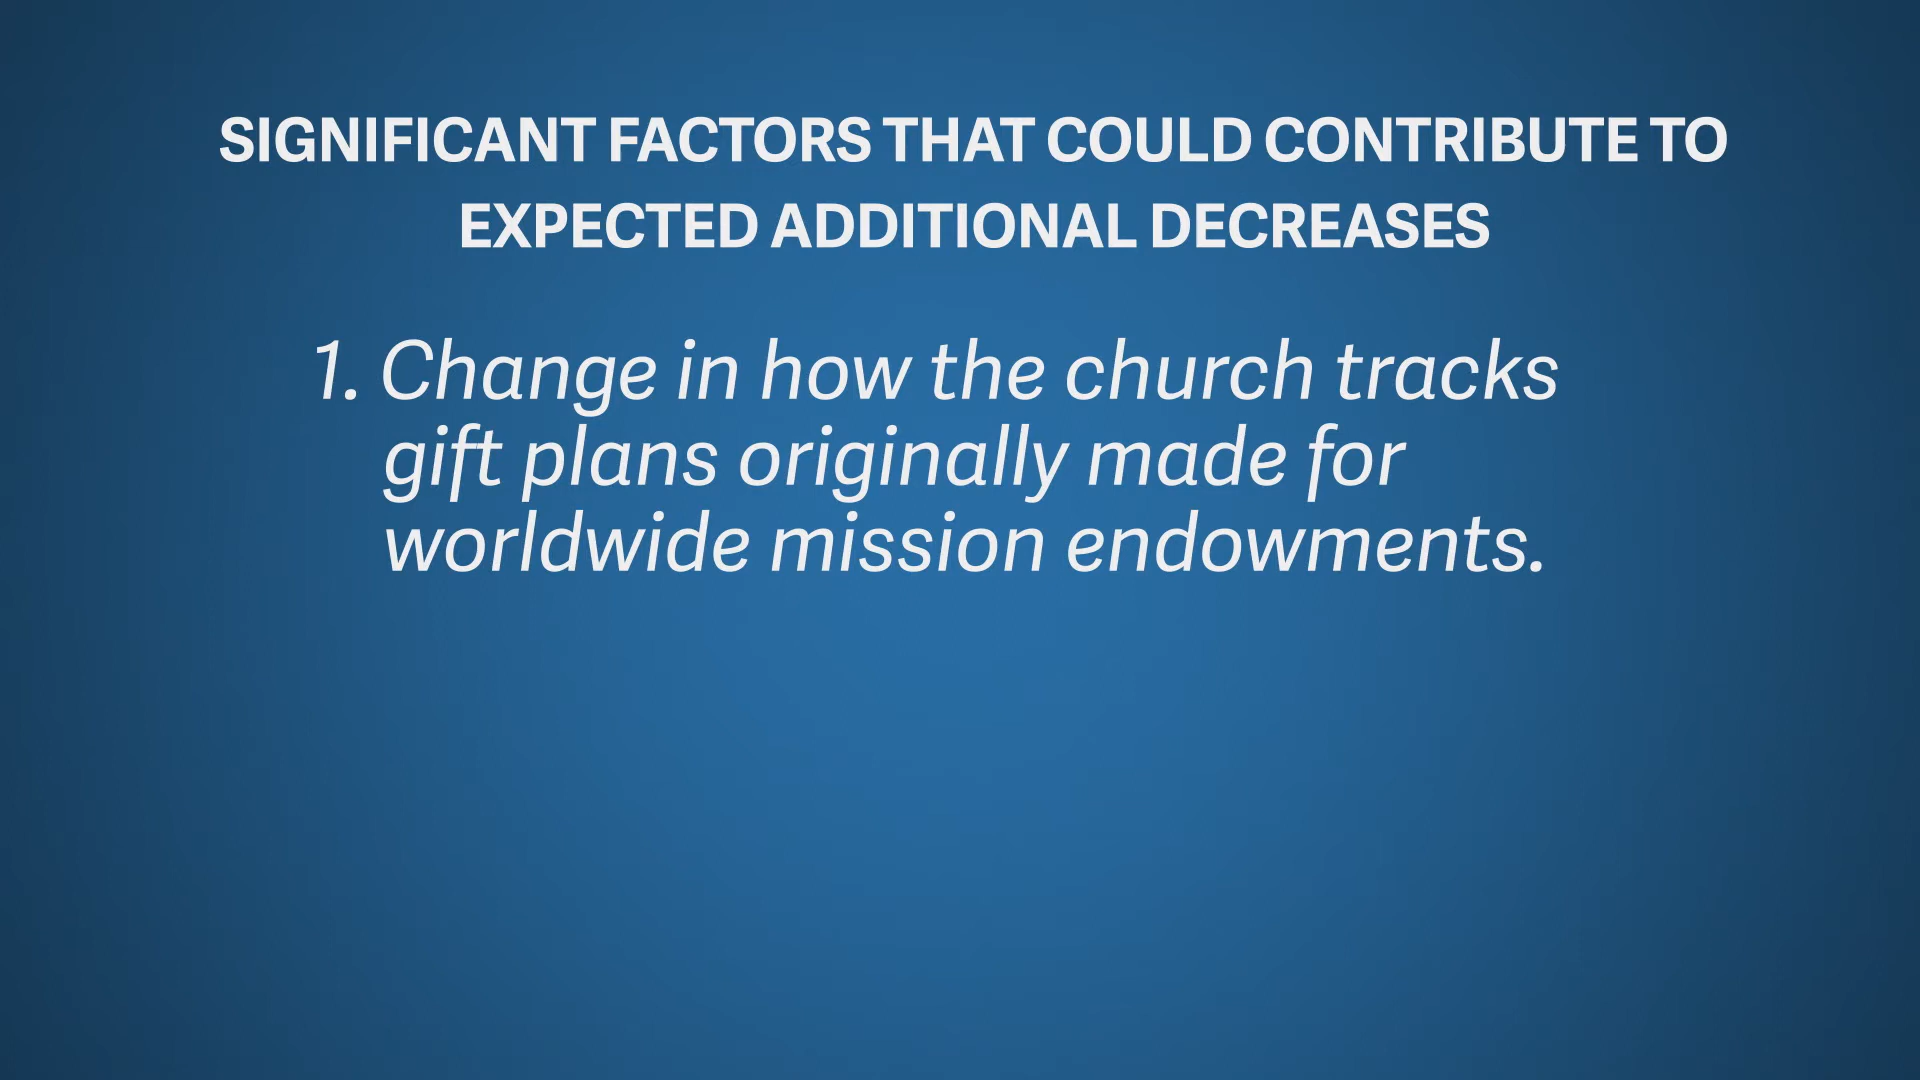 SIGNIFICANT FACTORS THAT COULD CONTRIBUTE TO
EXPECTED ADDITIONAL DECREASES
1. Change in how the church tracks
gift plans originally made for
worldwide mission endowments.